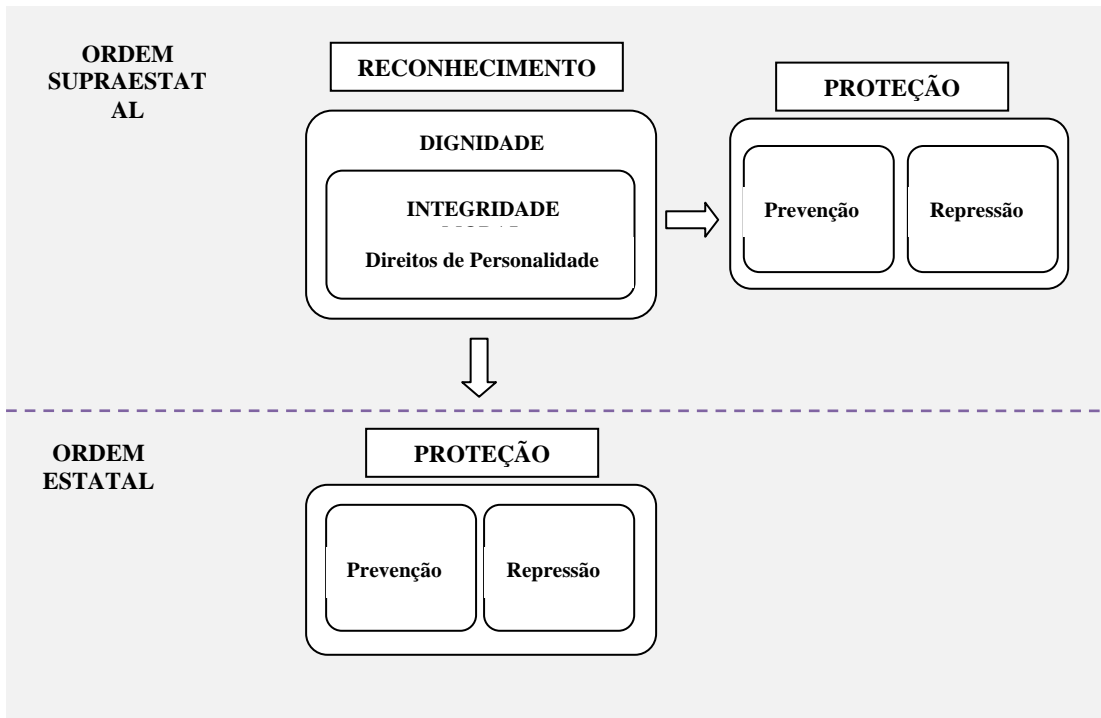 ORDEM
SUPRAESTAT
AL
RECONHECIMENTO
DIGNIDADE
INTEGRIDADE
Direitos de Personalidade
PROTEÇÃO
Prevenção
Repressão
ORDEM
ESTATAL
PROTEÇÃO
Prevenção
Repressão